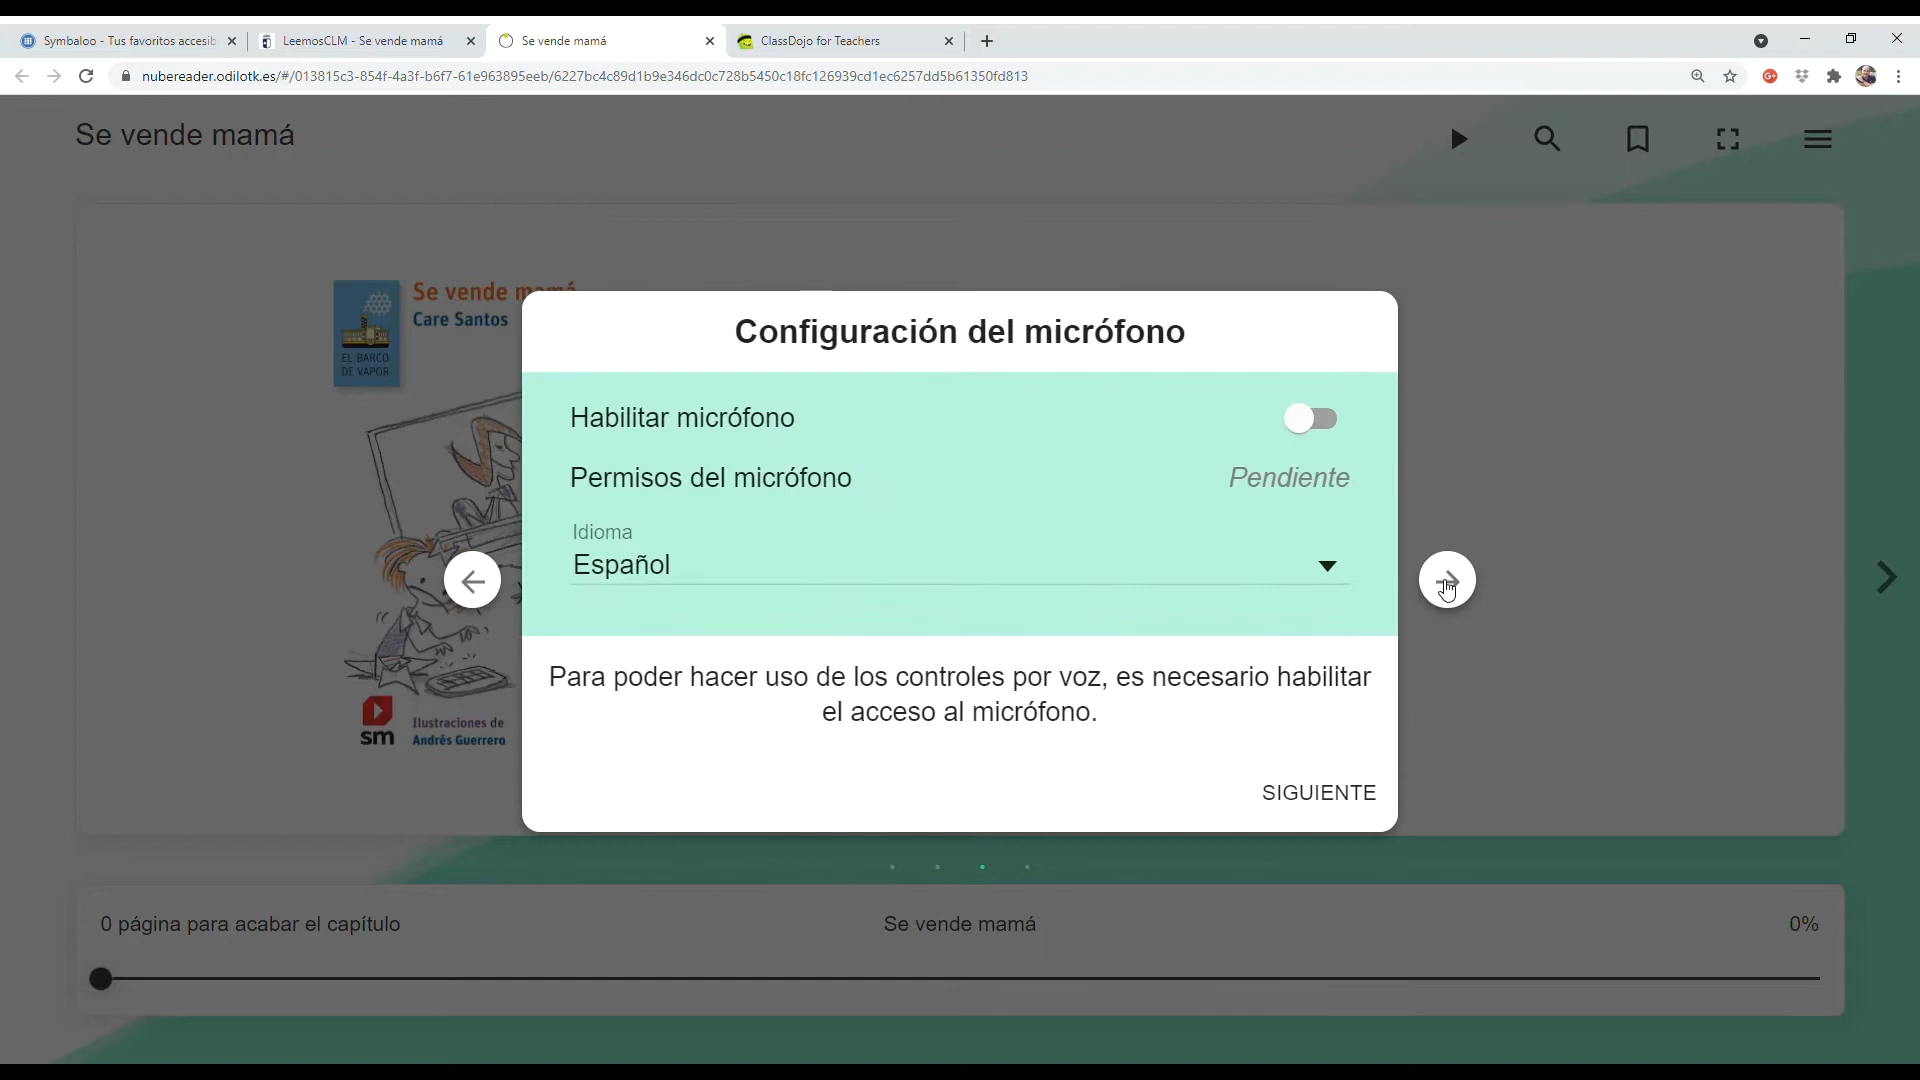 Symbaloo - Tus favoritos accesib
LeemosCLM - Se vende mamá
Se vende mamá
ClassDojo for Teachers
nubereader.odilotk.es/#/013815c3-854f-4a3f-b6f7-61e963895eeb/6227bc4c89d1b9e346dc0c728b5450c18fc126939cd1ec6257dd5b61350fd813
Se vende mamá
Se vende mamá
Care Santos
EL BARCO
DE VAPOR
sm
Ilustraciones de
Andrés Guerrero
Configuración del micrófono
Habilitar micrófono
Permisos del micrófono Pendiente
Idioma
Español
Para poder hacer uso de los controles por voz, es necesario habilitar
el acceso al micrófono.
SIGUIENTE
0 página para acabar el capítulo Se vende mamá 0%